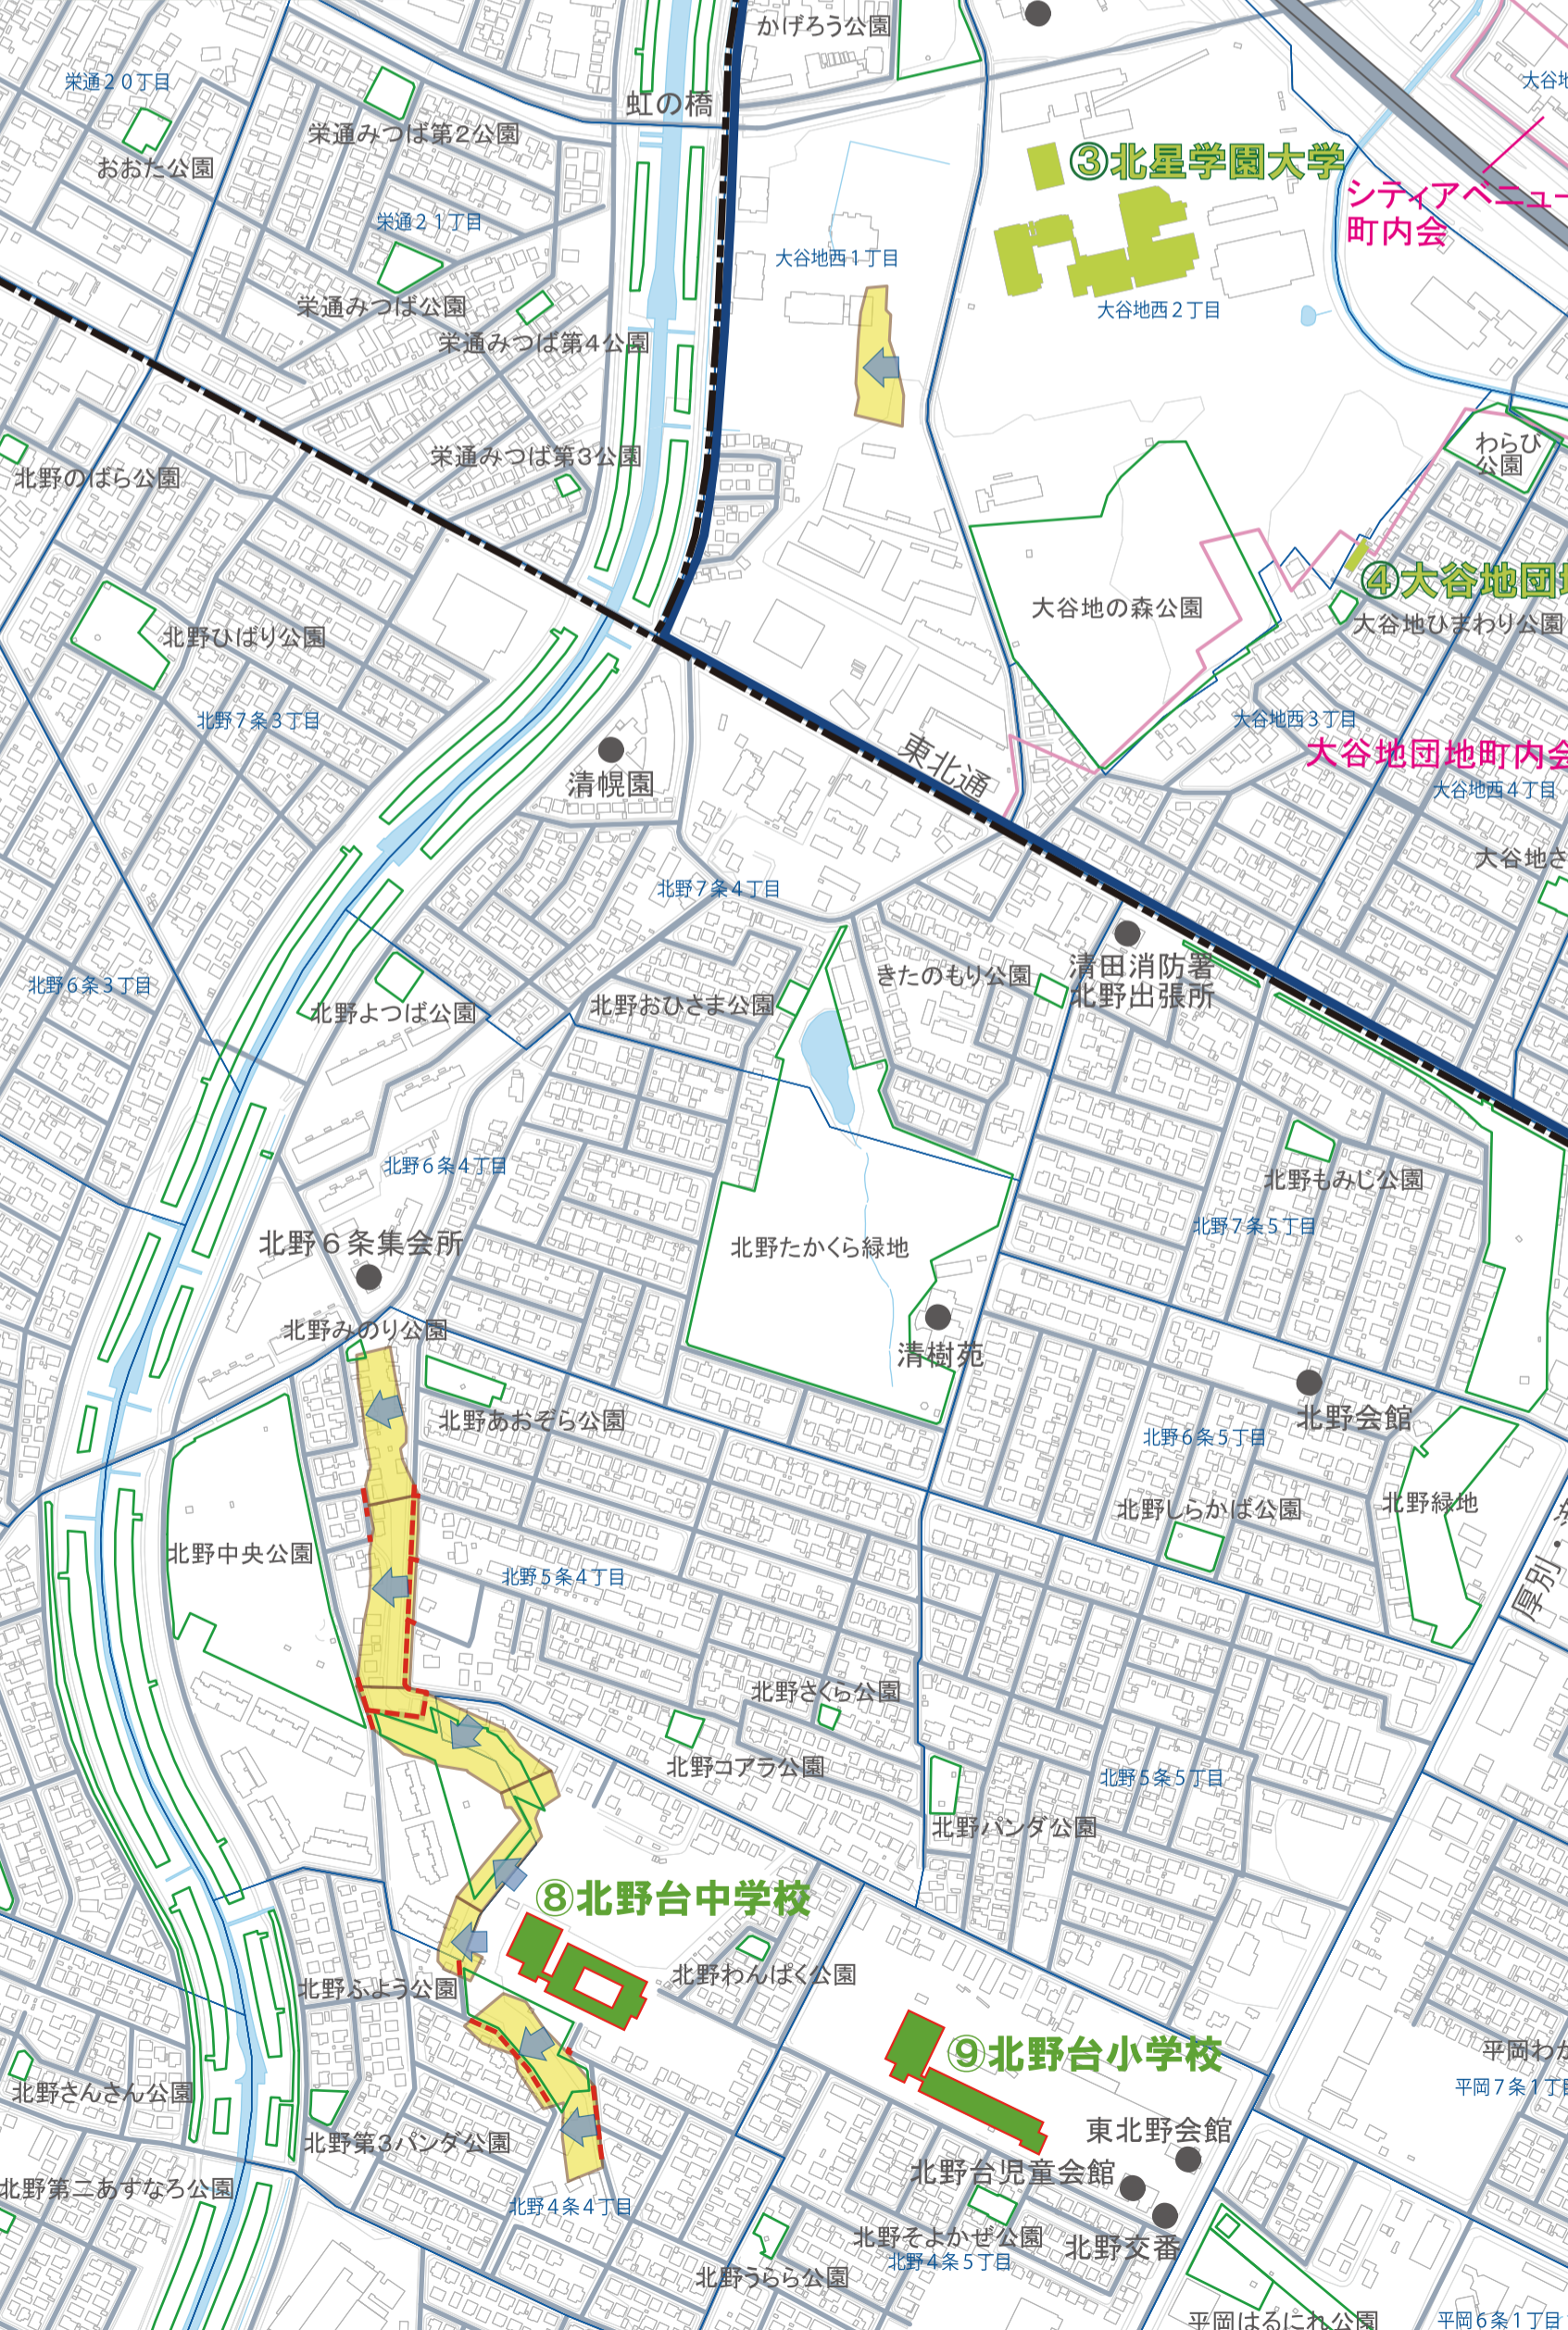 かげろう公園
栄通２０丁目
大谷地
虹の橋
栄通みつば第2公園
おおた公園
③北星学園大学
シティアベニュー
町内会
栄通２１丁目
大谷地西１丁目
栄通みつば公園
大谷地西２丁目
栄通みつば第4公園
わらび
公園
栄通みつば第3公園
北野のばら公園
④大谷地団地
大谷地の森公園
大谷地ひまわり公園
北野ひばり公園
北野７条３丁目
大谷地西３丁目
東北通
大谷地団地町内会
清幌園
大谷地西４丁目
大谷地さ
北野７条４丁目
北野６条３丁目
きたのもり公園
清田消防署
北野出張所
北野よつば公園
北野おひさま公園
北野６条４丁目
北野もみじ公園
北野７条５丁目
北野６条集会所
北野たかくら緑地
北野みのり公園
清樹苑
北野あおぞら公園
北野会館
北野６条５丁目
北野しらかば公園
北野緑地
北野中央公園
北野５条４丁目
厚別・
北野さくら公園
北野コアラ公園
北野５条５丁目
北野パンダ公園
⑧北野台中学校
北野わんぱく公園
北野ふよう公園
⑨北野台小学校
平岡わか
平岡７条１丁目
北野さんさん公園
東北野会館
北野第3パンダ公園
北野台児童会館
北野第二あすなろ公園
北野４条４丁目
北野そよかぜ公園
北野交番
北野４条５丁目
北野うらら公園
平岡はるにれ公園
平岡６条１丁目